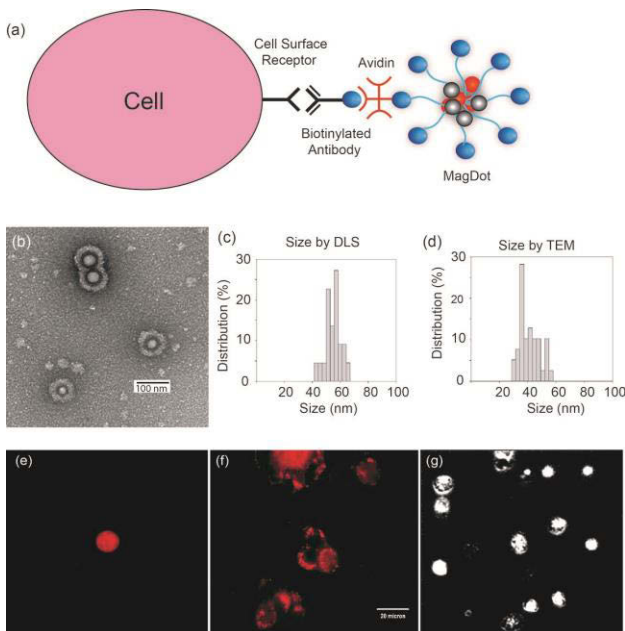 (a)
Cell Surface
Receptor
Avidin
Cell
Biotinylated
Antibody
MagDot
(b)
100 nm
(c)
Size by DLS
Distribution (%)
30
20
10
0
20 40 60 80 100
Size (nm)
(d)
Size by TEM
Distribution (%)
30
20
10
0
20 40 60 80 100
Size (nm)
(e)
(f)
20 micron
(g)